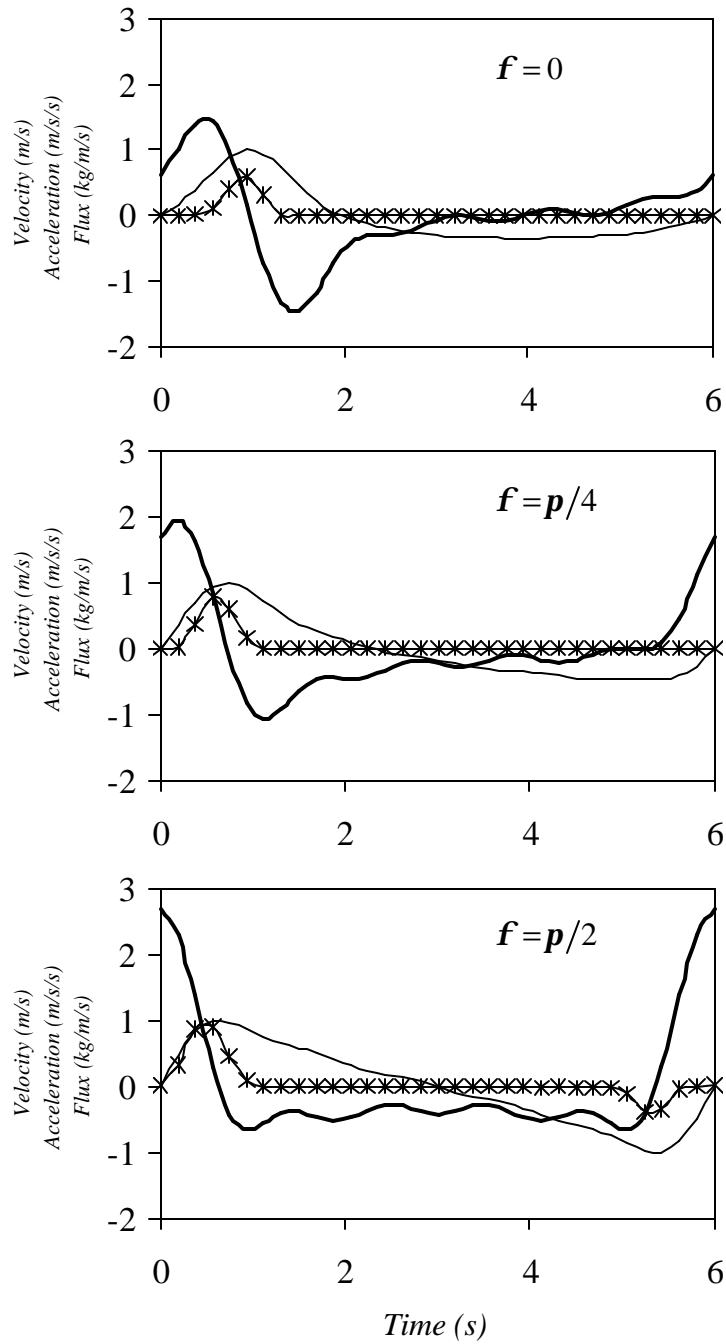 3
2
1
0
-1
-2
Velocity (m/s)
Acceleration (m/s/s)
Flux (kg/m/s)
f = 0
0 2 4 6
3
2
1
0
-1
-2
Velocity (m/s)
Acceleration (m/s/s)
Flux (kg/m/s)
f = p/4
0 2 4 6
3
2
1
0
-1
-2
Velocity (m/s)
Acceleration (m/s/s)
Flux (kg/m/s)
f = p/2
0 2 4 6
Time (s)